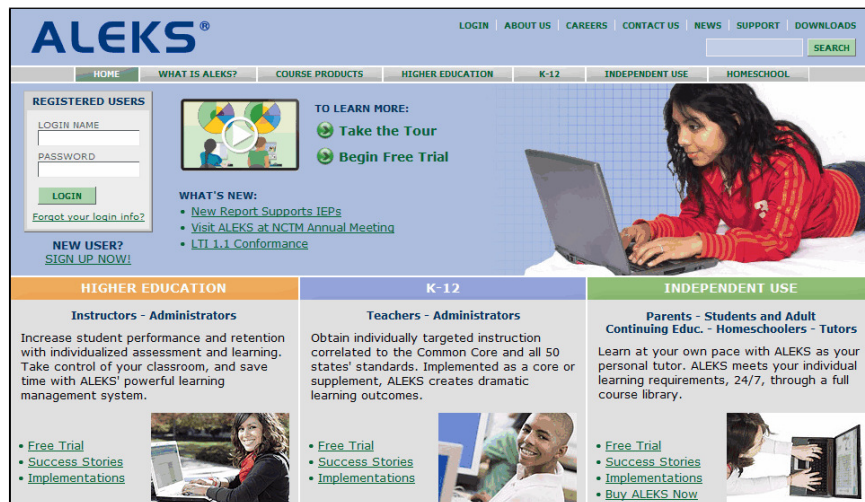 ALEKS®
LOGIN | ABOUT US | CAREERS | CONTACT US | NEWS | SUPPORT | DOWNLOADS
SEARCH
HOME
WHAT IS ALEKS?
COURSE PRODUCTS
HIGHER EDUCATION
K-12
INDEPENDENT USE
HOMESCHOOL
REGISTERED USERS
LOGIN NAME
PASSWORD
LOGIN
Forgot your login info?
NEW USER?
SIGN UP NOW!
TO LEARN MORE:
Take the Tour
Begin Free Trial
WHAT'S NEW:
• New Report Supports IEPs
• Visit ALEKS at NCTM Annual Meeting
• LTI 1.1 Conformance
HIGHER EDUCATION
Instructors - Administrators
Increase student performance and retention
with individualized assessment and learning.
Take control of your classroom, and save
time with ALEKS' powerful learning
management system.
• Free Trial
• Success Stories
• Implementations
K-12
Teachers - Administrators
Obtain individually targeted instruction
correlated to the Common Core and all 50
states' standards. Implemented as a core or
supplement, ALEKS creates dramatic
learning outcomes.
• Free Trial
• Success Stories
• Implementations
INDEPENDENT USE
Parents - Students and Adult
Continuing Educ. - Homeschoolers - Tutors
Learn at your own pace with ALEKS as your
personal tutor. ALEKS meets your individual
learning requirements, 24/7, through a full
course library.
• Free Trial
• Success Stories
• Implementations
• Buy ALEKS Now